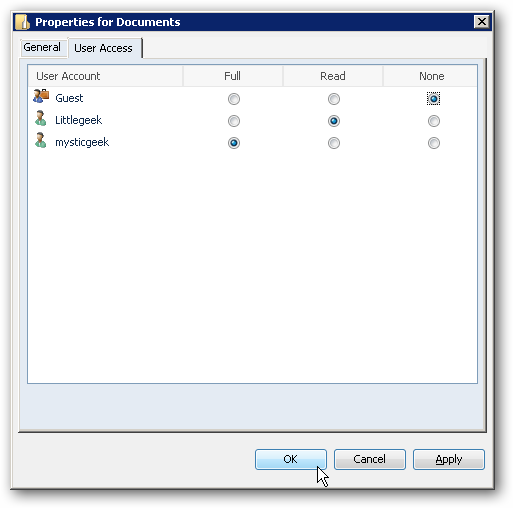 Properties for Documents
General User Access
User Account Full Read None
Guest
Littlegeek
mysticgeek
OK Cancel Apply